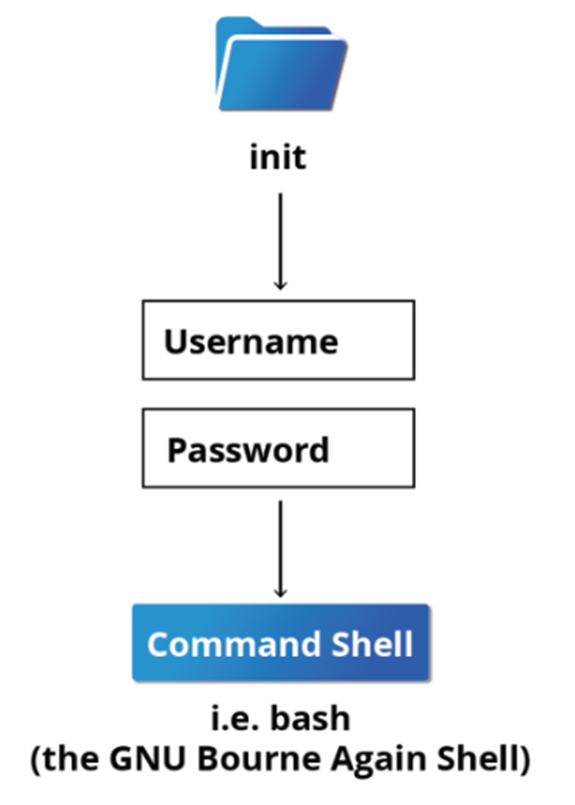 init
Username
Password
Command Shell
i.e. bash
(the GNU Bourne Again Shell)